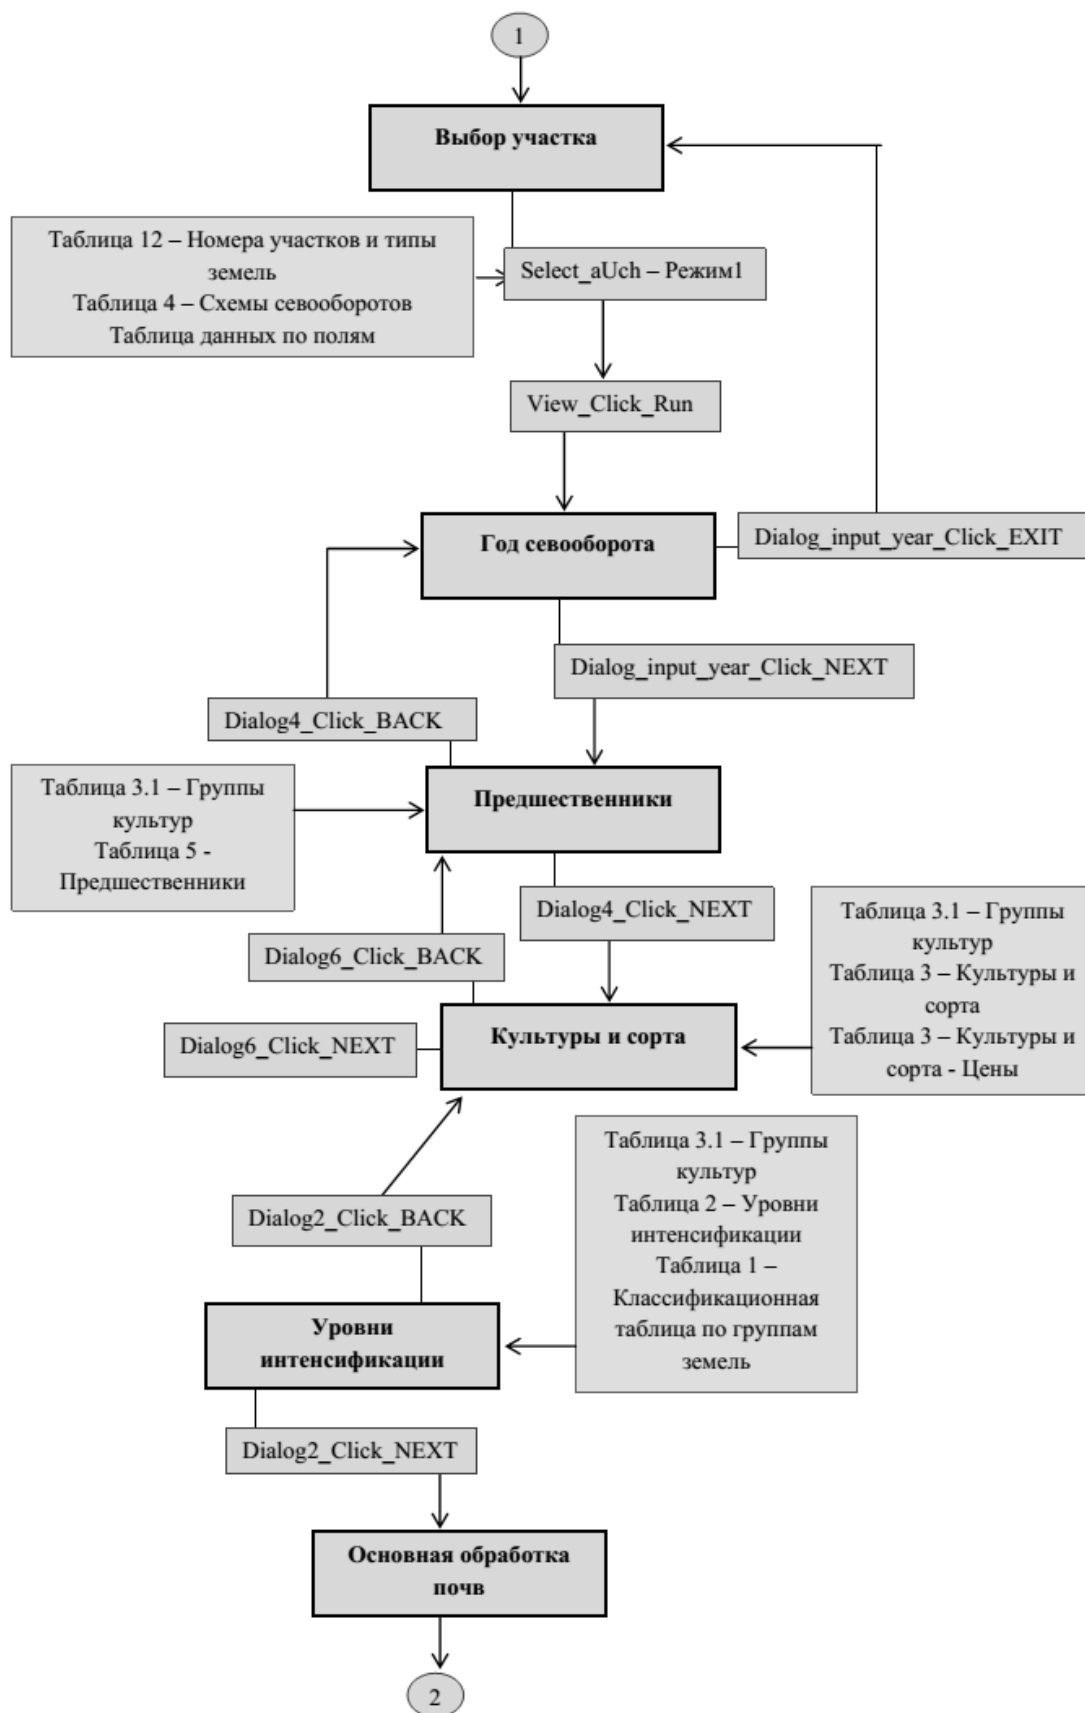 1
Выбор участка
Таблица 12 – Номера участков и типы
земель
Таблица 4 – Схемы севооборотов
Таблица данных по полям
Select_aUch – Режим1
View_Click_Run
Год севооборота
Dialog_input_year_Click_EXIT
Dialog_input_year_Click_NEXT
Dialog4_Click_BACK
Таблица 3.1 – Группы
культур
Таблица 5 -
Предшественники
Предшественники
Dialog4_Click_NEXT
Dialog6_Click_BACK
Таблица 3.1 – Группы
культур
Таблица 3 – Культуры и
сорта
Таблица 3 – Культуры и
сорта - Цены
Dialog6_Click_NEXT
Культуры и сорта
Таблица 3.1 – Группы
культур
Таблица 2 – Уровни
интенсификации
Таблица 1 –
Классификационная
таблица по группам
земель
Dialog2_Click_BACK
Уровни
интенсификации
Dialog2_Click_NEXT
Основная обработка
почв
2